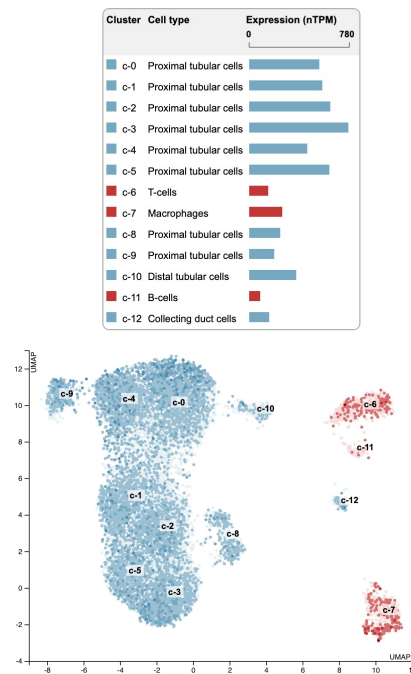 Cluster Cell type Expression (nTPM)
0 780
c-0 Proximal tubular cells
c-1 Proximal tubular cells
c-2 Proximal tubular cells
c-3 Proximal tubular cells
c-4 Proximal tubular cells
c-5 Proximal tubular cells
c-6 T-cells
c-7 Macrophages
c-8 Proximal tubular cells
c-9 Proximal tubular cells
c-10 Distal tubular cells
c-11 B-cells
c-12 Collecting duct cells
UMAP
12
10
8
6
4
2
0
-2
-4
c-9
c-4
c-0
c-10
c-6
c-11
c-1
c-12
c-2
c-8
c-5
c-3
c-7
UMAP
-8 -6 -4 -2 0 2 4 6 8 10 1